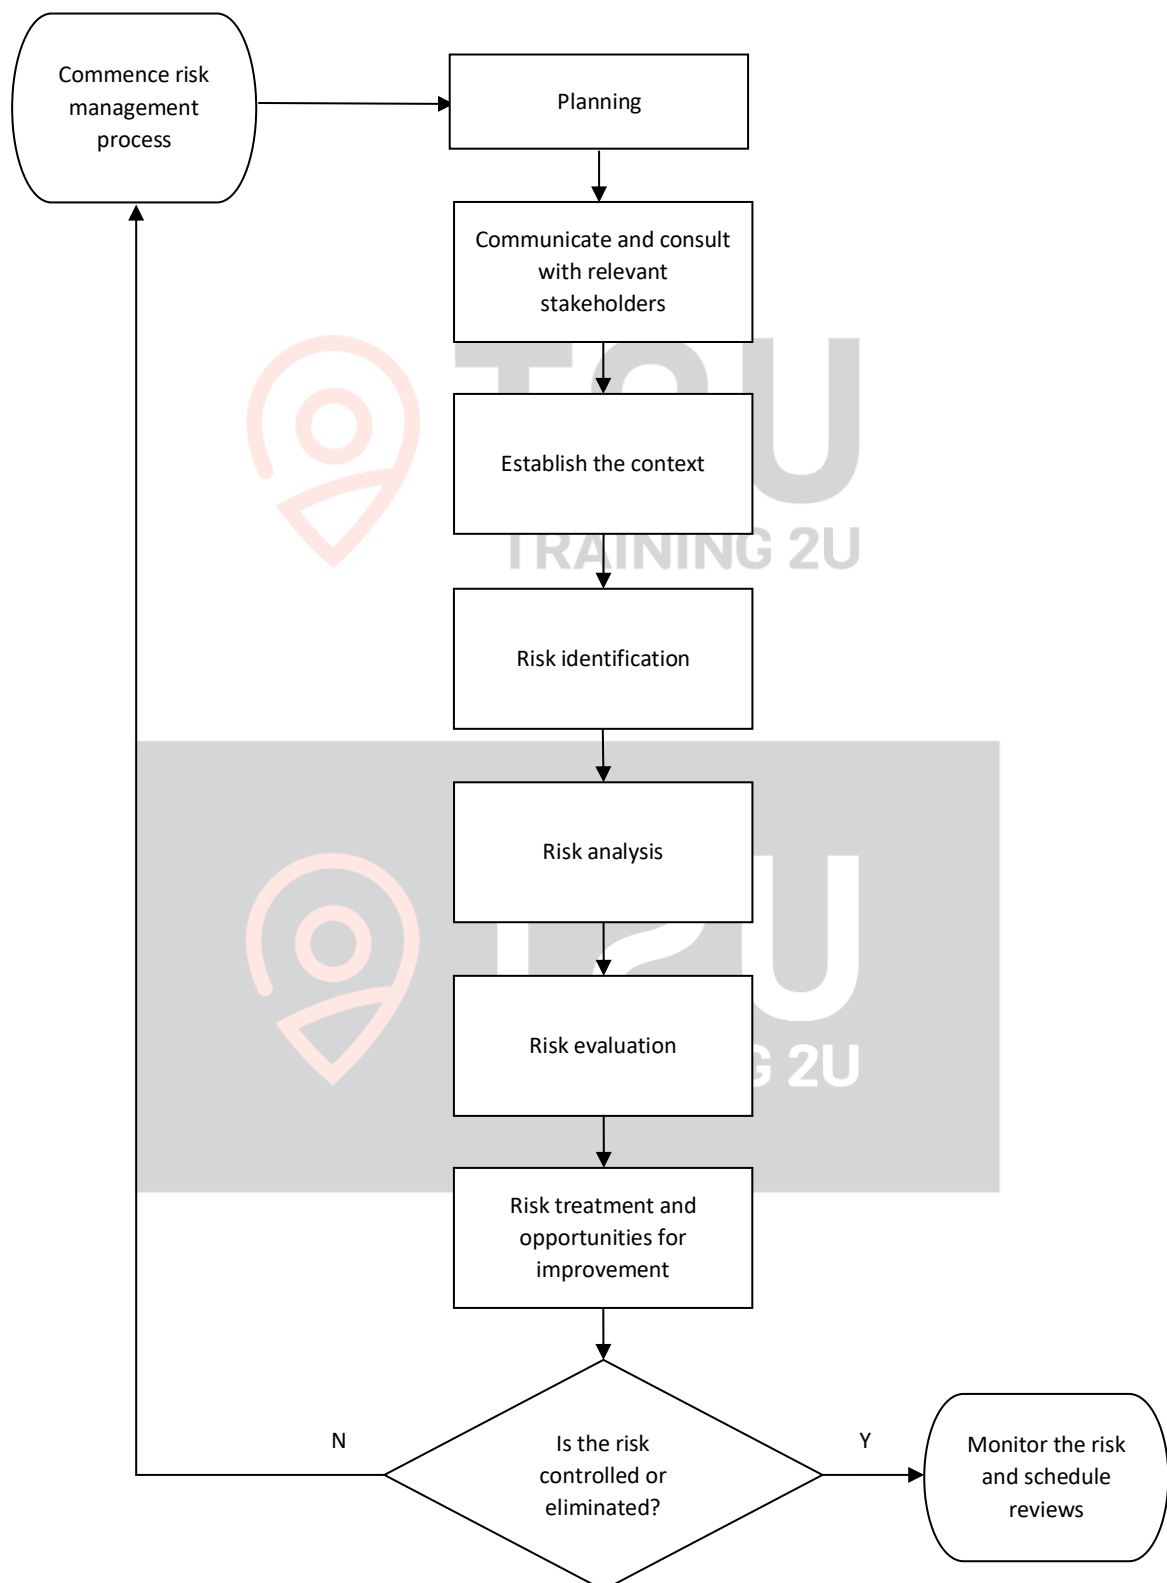 Commence risk
management
process
Planning
Communicate and consult
with relevant
stakeholders
T2U
Establish the context
TRAINING 2U
Risk identification
Risk analysis
T2U
Risk evaluation
G 2U
Risk treatment and
opportunities for
improvement
N
Is the risk
controlled or
eliminated?
Y
Monitor the risk
and schedule
reviews